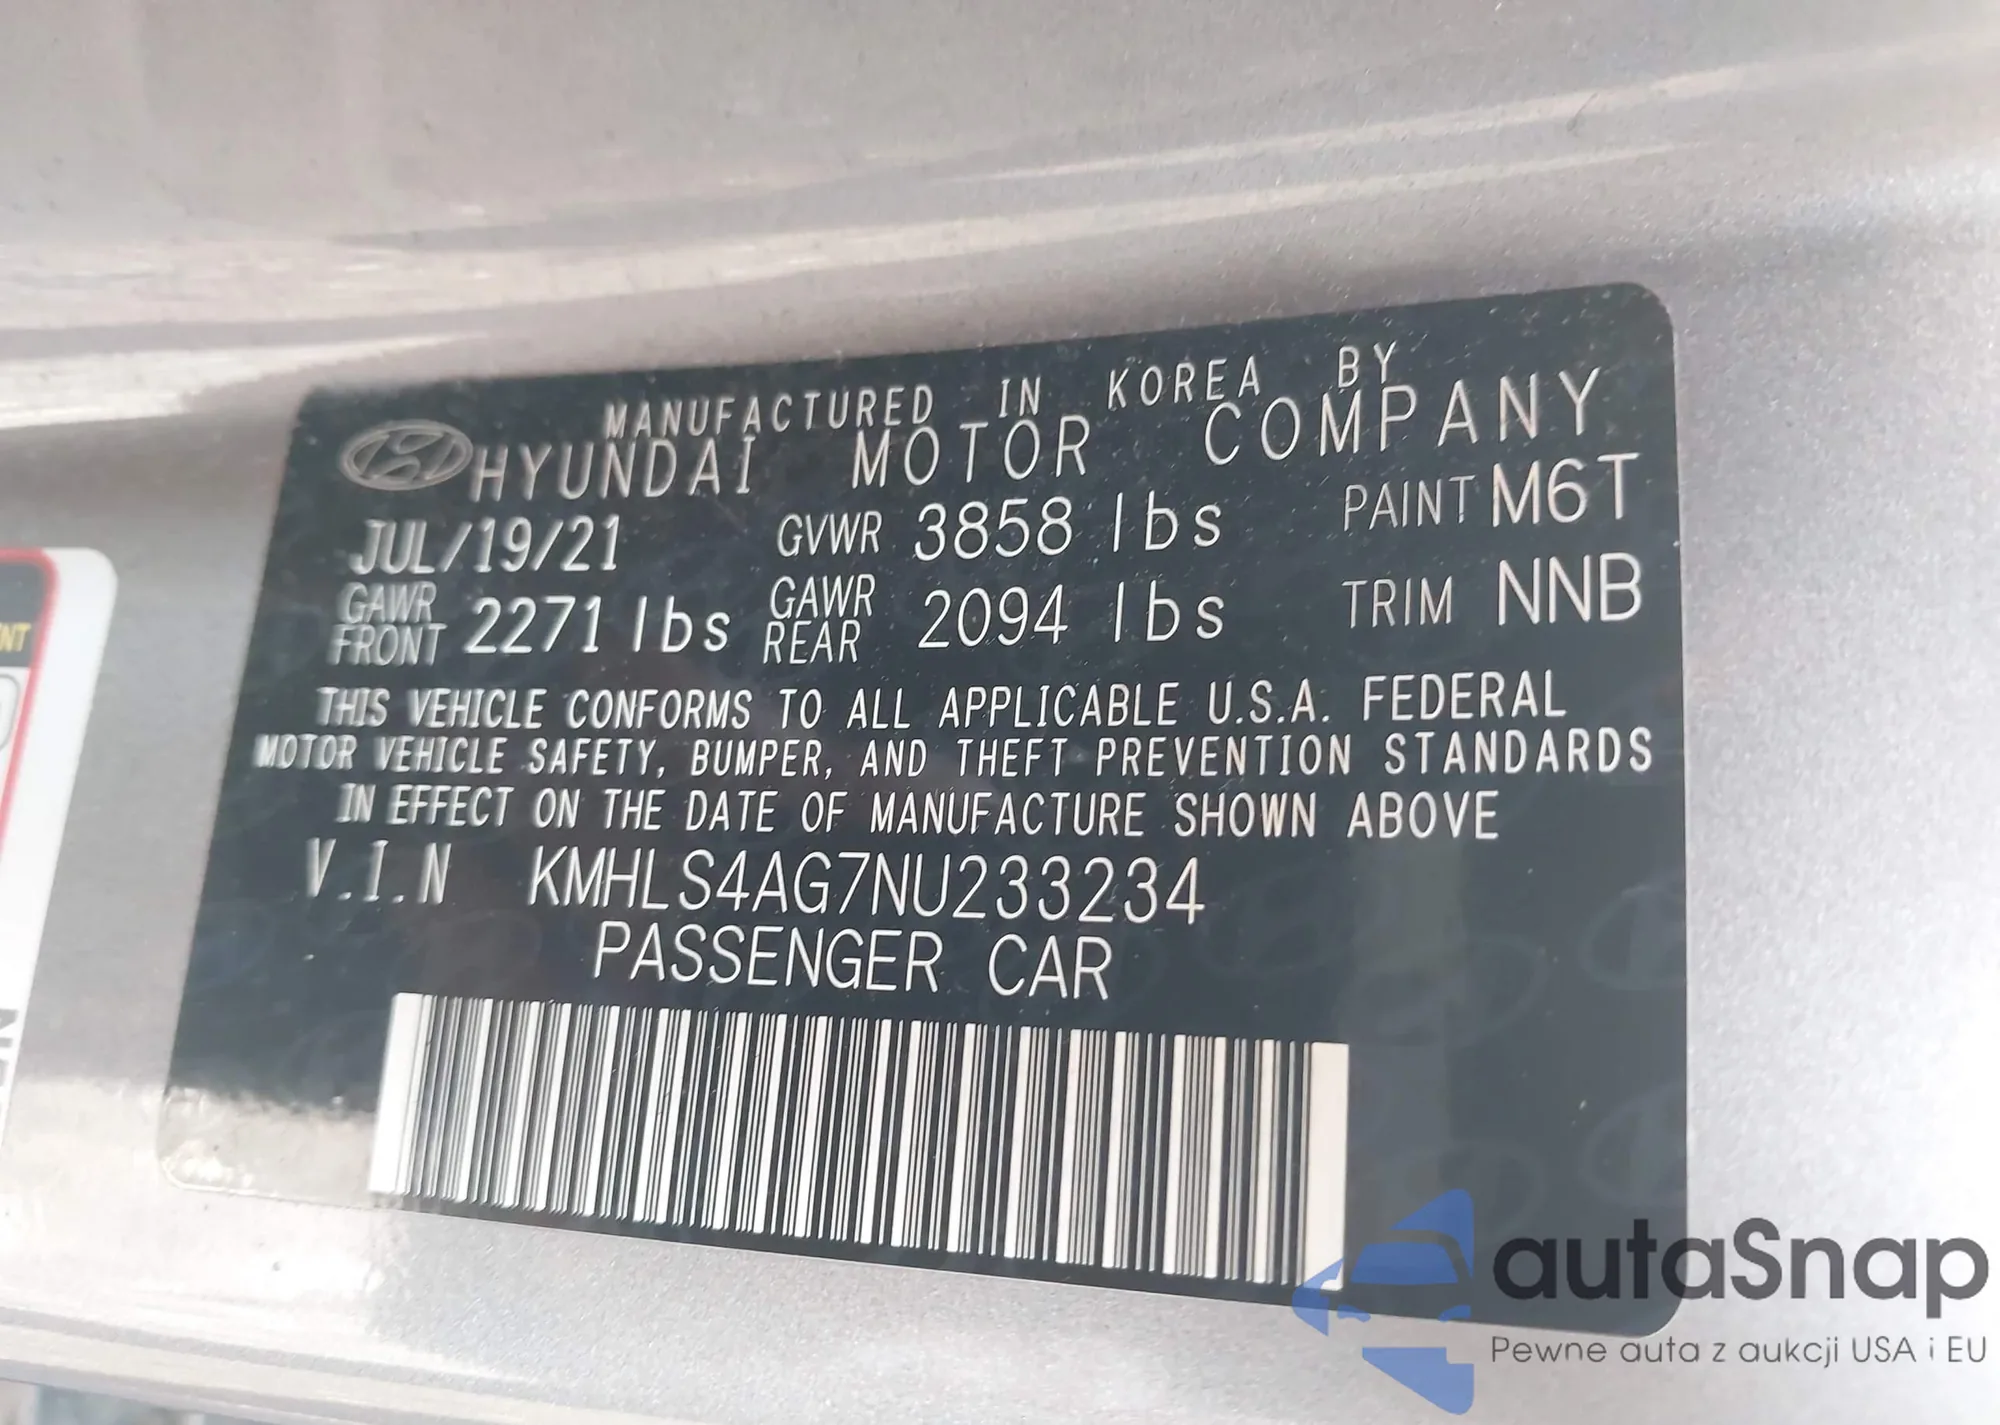 MANUFACTURED IN KOREA BY
HYUNDAI MOTOR COMPANY
JUL/19/21 GVWR 3858 lbs PAINT M6T
GAWR FRONT 2271 lbs GAWR REAR 2094 lbs TRIM NNB
THIS VEHICLE CONFORMS TO ALL APPLICABLE U.S.A. FEDERAL
MOTOR VEHICLE SAFETY, BUMPER, AND THEFT PREVENTION STANDARDS
IN EFFECT ON THE DATE OF MANUFACTURE SHOWN ABOVE
V.I.N KMHLS4AG7NU233234
PASSENGER CAR
autaSnap
Pewne auta z aukcji USA i EU